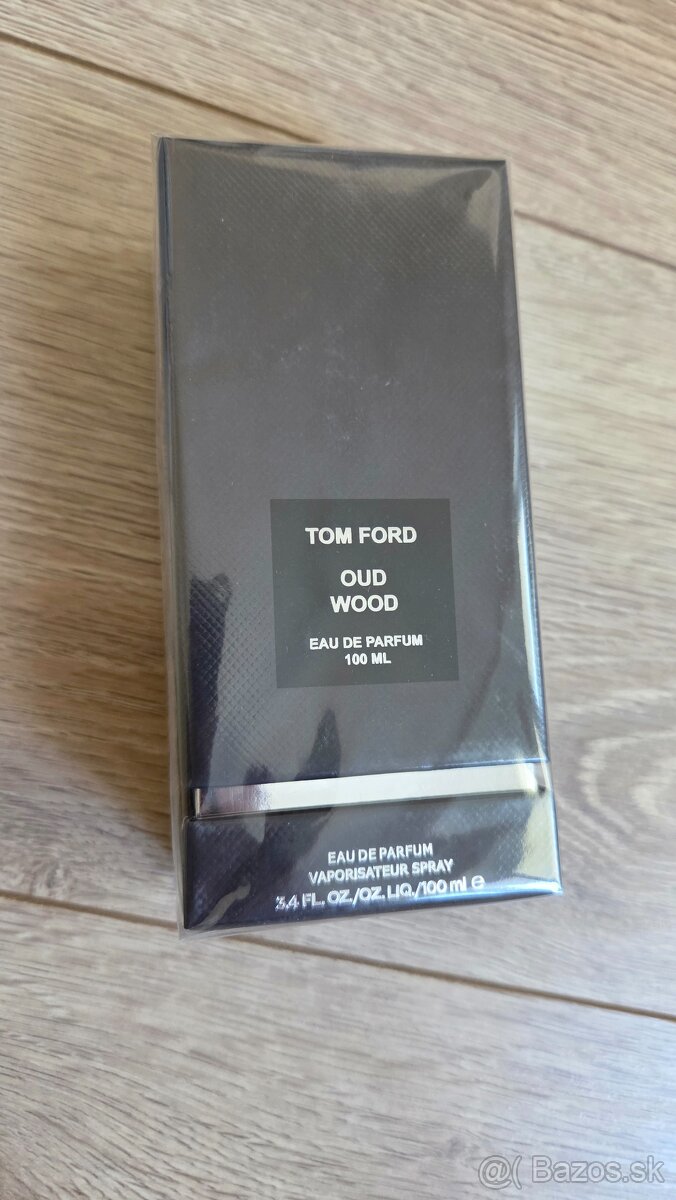 TOM FORD
OUD
WOOD
EAU DE PARFUM
100 ML
EAU DE PARFUM
VAPORISATEUR SPRAY
3.4 FL. OZ./OZ. LIQ./100 ml ℮
@( Bazos.sk